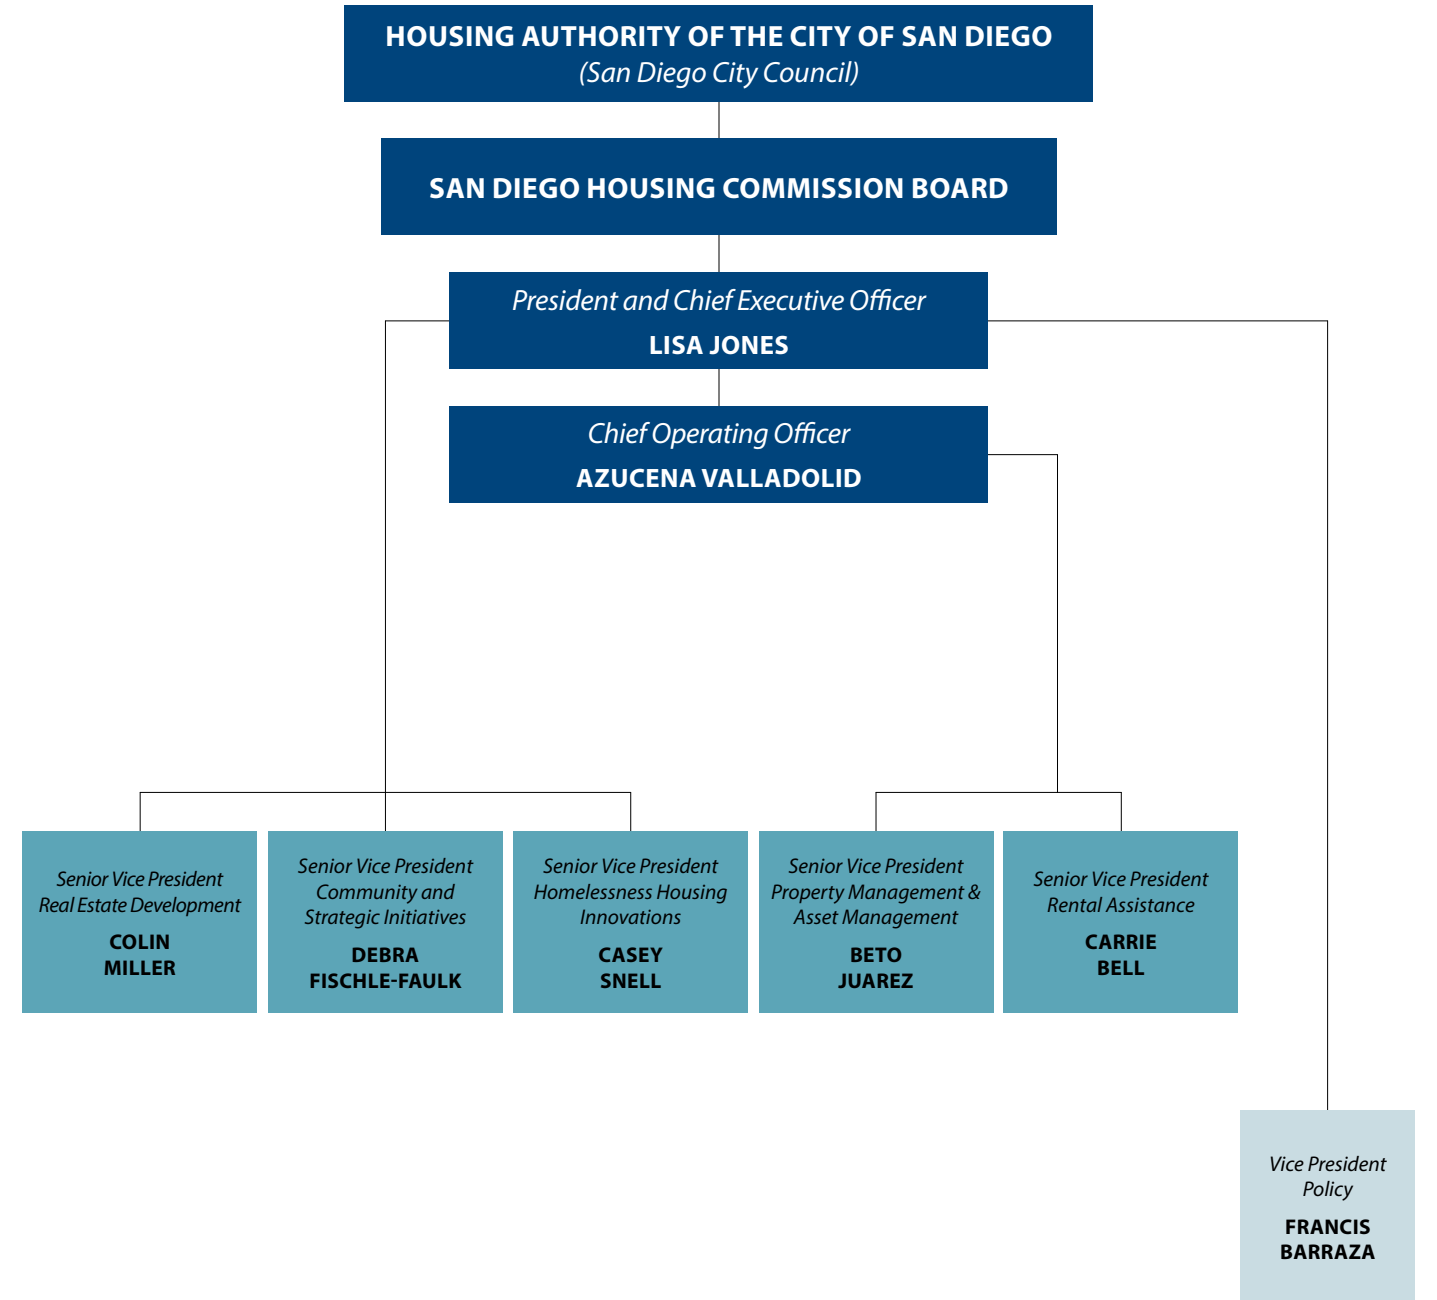 HOUSING AUTHORITY OF THE CITY OF SAN DIEGO
(San Diego City Council)
SAN DIEGO HOUSING COMMISSION BOARD
President and Chief Executive Officer
LISA JONES
Chief Operating Officer
AZUCENA VALLADOLID
Senior Vice President
Real Estate Development
COLIN
MILLER
Senior Vice President
Community and
Strategic Initiatives
DEBRA
FISCHLE-FAULK
Senior Vice President
Homelessness Housing
Innovations
CASEY
SNELL
Senior Vice President
Property Management &
Asset Management
BETO
JUAREZ
Senior Vice President
Rental Assistance
CARRIE
BELL
Vice President
Policy
FRANCIS
BARRAZA